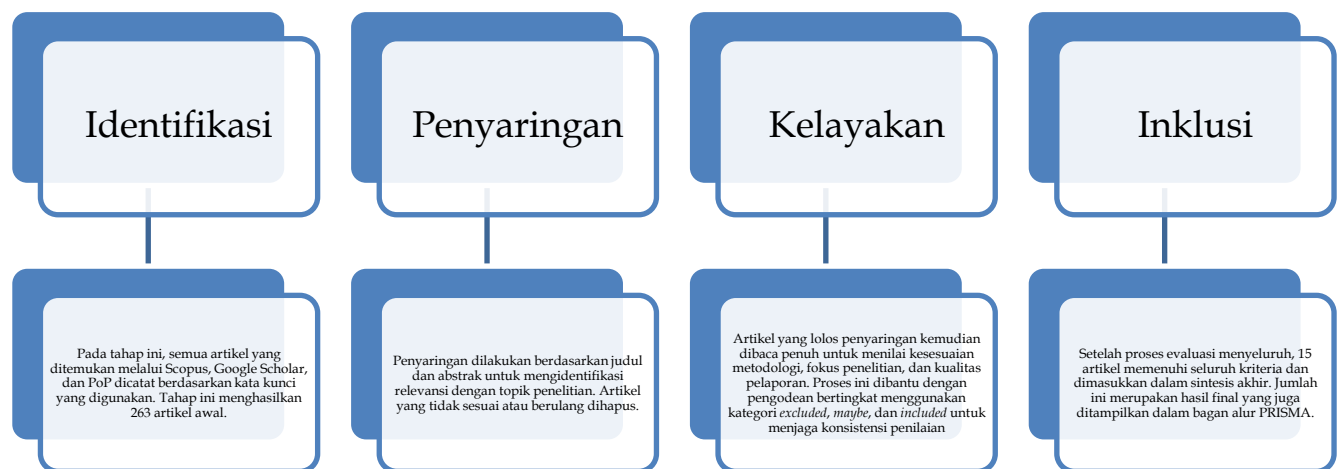 Identifikasi
Penyaringan
Kelayakan
Inklusi
Pada tahap ini, semua artikel yang
ditemukan melalui Scopus, Google Scholar,
dan PoP dicatat berdasarkan kata kunci
yang digunakan. Tahap ini menghasilkan
263 artikel awal.
Penyaringan dilakukan berdasarkan judul
dan abstrak untuk mengidentifikasi
relevansi dengan topik penelitian. Artikel
yang tidak sesuai atau berulang dihapus.
Artikel yang lolos penyaringan kemudian
dibaca penuh untuk menilai kesesuaian
metodologi, fokus penelitian, dan kualitas
pelaporan. Proses ini dibantu dengan
pengodean bertingkat menggunakan
kategori excluded, maybe, dan included untuk
menjaga konsistensi penilaian
Setelah proses evaluasi menyeluruh, 15
artikel memenuhi seluruh kriteria dan
dimasukkan dalam sintesis akhir. Jumlah
ini merupakan hasil final yang juga
ditampilkan dalam bagan alur PRISMA.